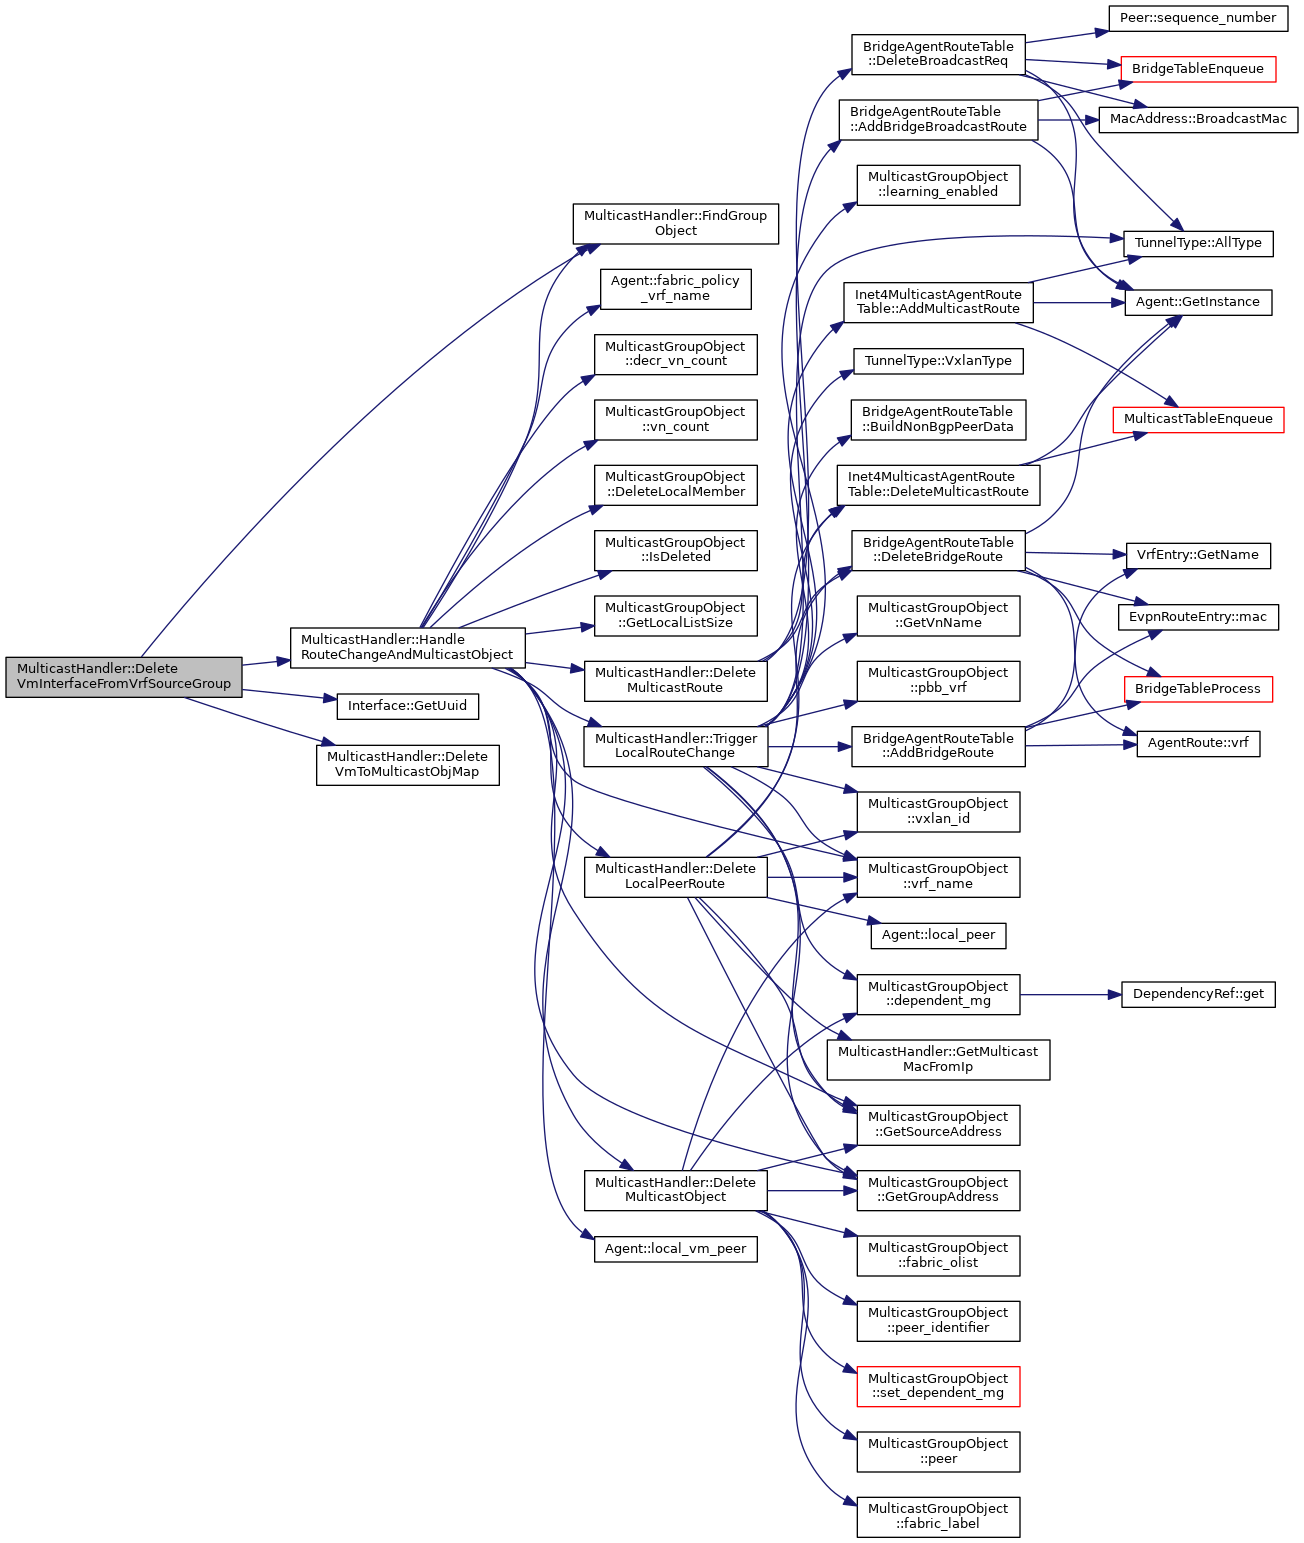 MulticastHandler::Delete
VmInterfaceFromVrfSourceGroup
MulticastHandler::Handle
RouteChangeAndMulticastObject
Interface::GetUuid
MulticastHandler::Delete
VmToMulticastObjMap
MulticastHandler::FindGroup
Object
Agent::fabric_policy
_vrf_name
MulticastGroupObject
::decr_vn_count
MulticastGroupObject
::vn_count
MulticastGroupObject
::DeleteLocalMember
MulticastGroupObject
::IsDeleted
MulticastGroupObject
::GetLocalListSize
MulticastHandler::Delete
MulticastRoute
MulticastHandler::Trigger
LocalRouteChange
MulticastHandler::Delete
LocalPeerRoute
MulticastHandler::Delete
MulticastObject
Agent::local_vm_peer
BridgeAgentRouteTable
::DeleteBroadcastReq
BridgeAgentRouteTable
::AddBridgeBroadcastRoute
MulticastGroupObject
::learning_enabled
Inet4MulticastAgentRoute
Table::AddMulticastRoute
TunnelType::VxlanType
BridgeAgentRouteTable
::BuildNonBgpPeerData
Inet4MulticastAgentRoute
Table::DeleteMulticastRoute
BridgeAgentRouteTable
::DeleteBridgeRoute
MulticastGroupObject
::GetVnName
MulticastGroupObject
::pbb_vrf
BridgeAgentRouteTable
::AddBridgeRoute
MulticastGroupObject
::vxlan_id
MulticastGroupObject
::vrf_name
Agent::local_peer
MulticastGroupObject
::dependent_mg
MulticastHandler::GetMulticast
MacFromIp
MulticastGroupObject
::GetSourceAddress
MulticastGroupObject
::GetGroupAddress
MulticastGroupObject
::fabric_olist
MulticastGroupObject
::peer_identifier
MulticastGroupObject
::set_dependent_mg
MulticastGroupObject
::peer
MulticastGroupObject
::fabric_label
Peer::sequence_number
BridgeTableEnqueue
MacAddress::BroadcastMac
TunnelType::AllType
Agent::GetInstance
MulticastTableEnqueue
VrfEntry::GetName
EvpnRouteEntry::mac
BridgeTableProcess
AgentRoute::vrf
DependencyRef::get